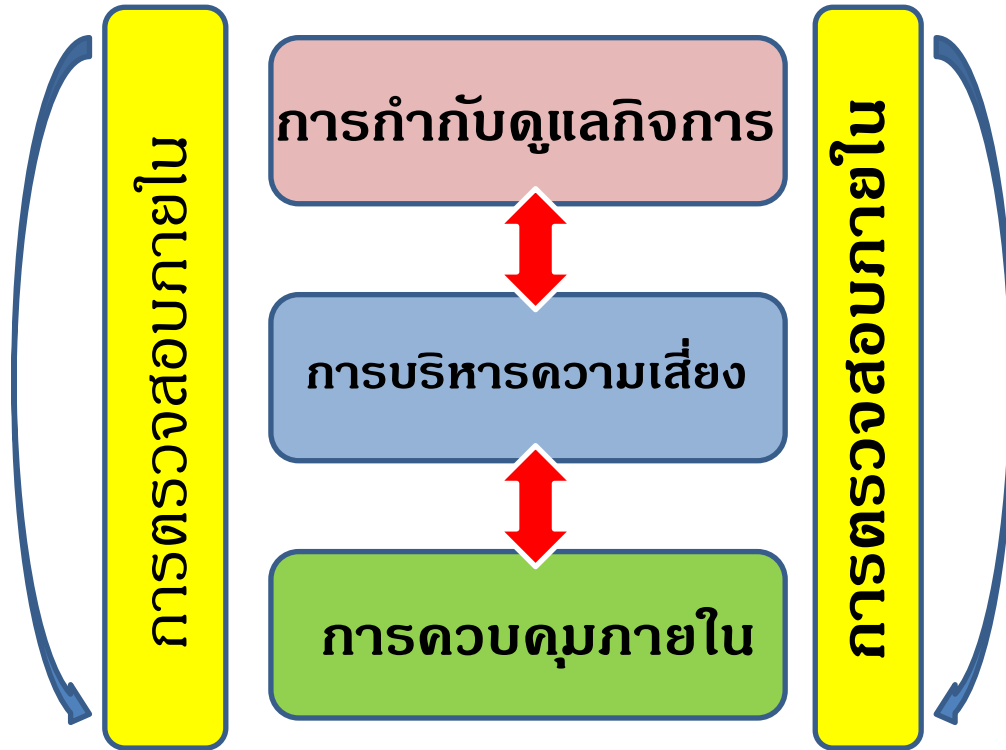 การตรวจสอบภายใน
การกำกับดูแลกิจการ
การบริหารความเสี่ยง
การควบคุมภายใน
การตรวจสอบภายใน